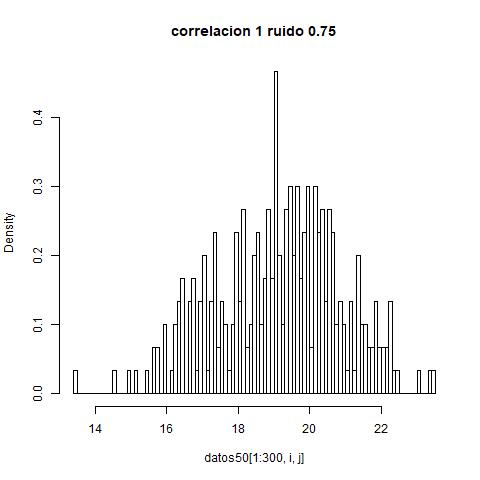 correlacion 1 ruido 0.75
Density
0.4
0.3
0.2
0.1
0.0
14 16 18 20 22
datos50[1:300, i, j]